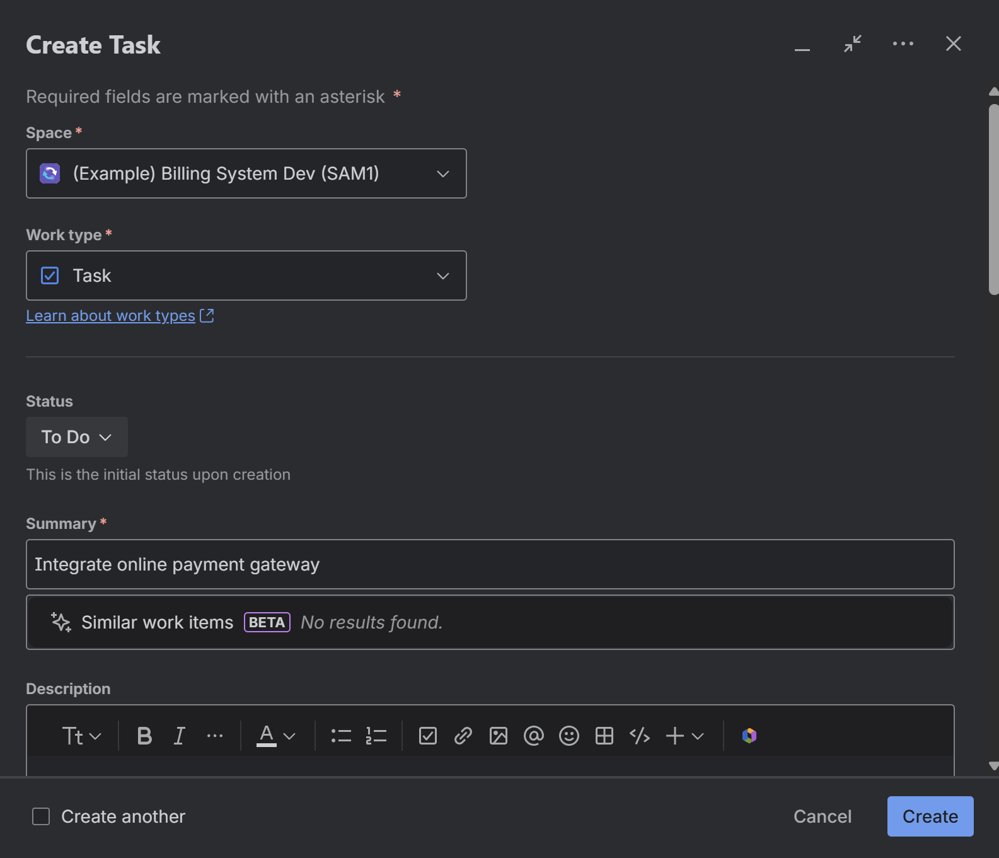 Create Task
Required fields are marked with an asterisk *
Space *
(Example) Billing System Dev (SAM1)
Work type *
Task
Learn about work types
Status
To Do
This is the initial status upon creation
Summary *
Integrate online payment gateway
Similar work items BETA No results found.
Description
Tt B I A @ </>
Create another Cancel Create